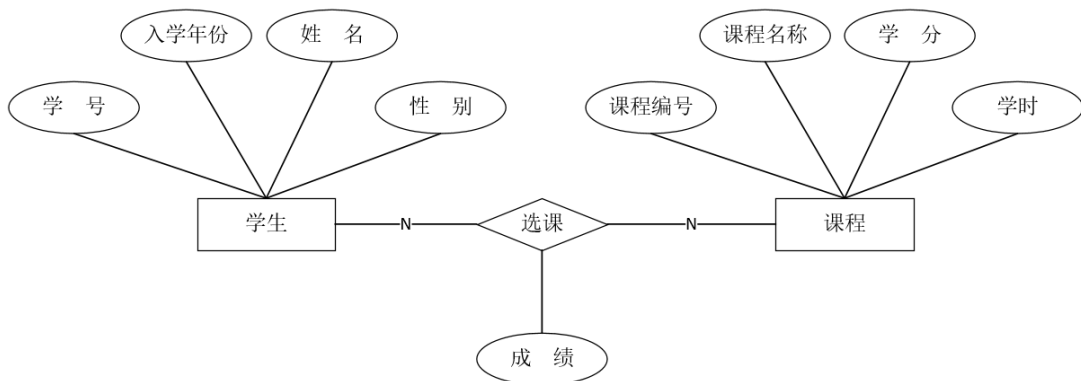 入学年份
姓 名
课程名称
学 分
学 号
性 别
课程编号
学时
学生
N
选课
N
课程
成 绩